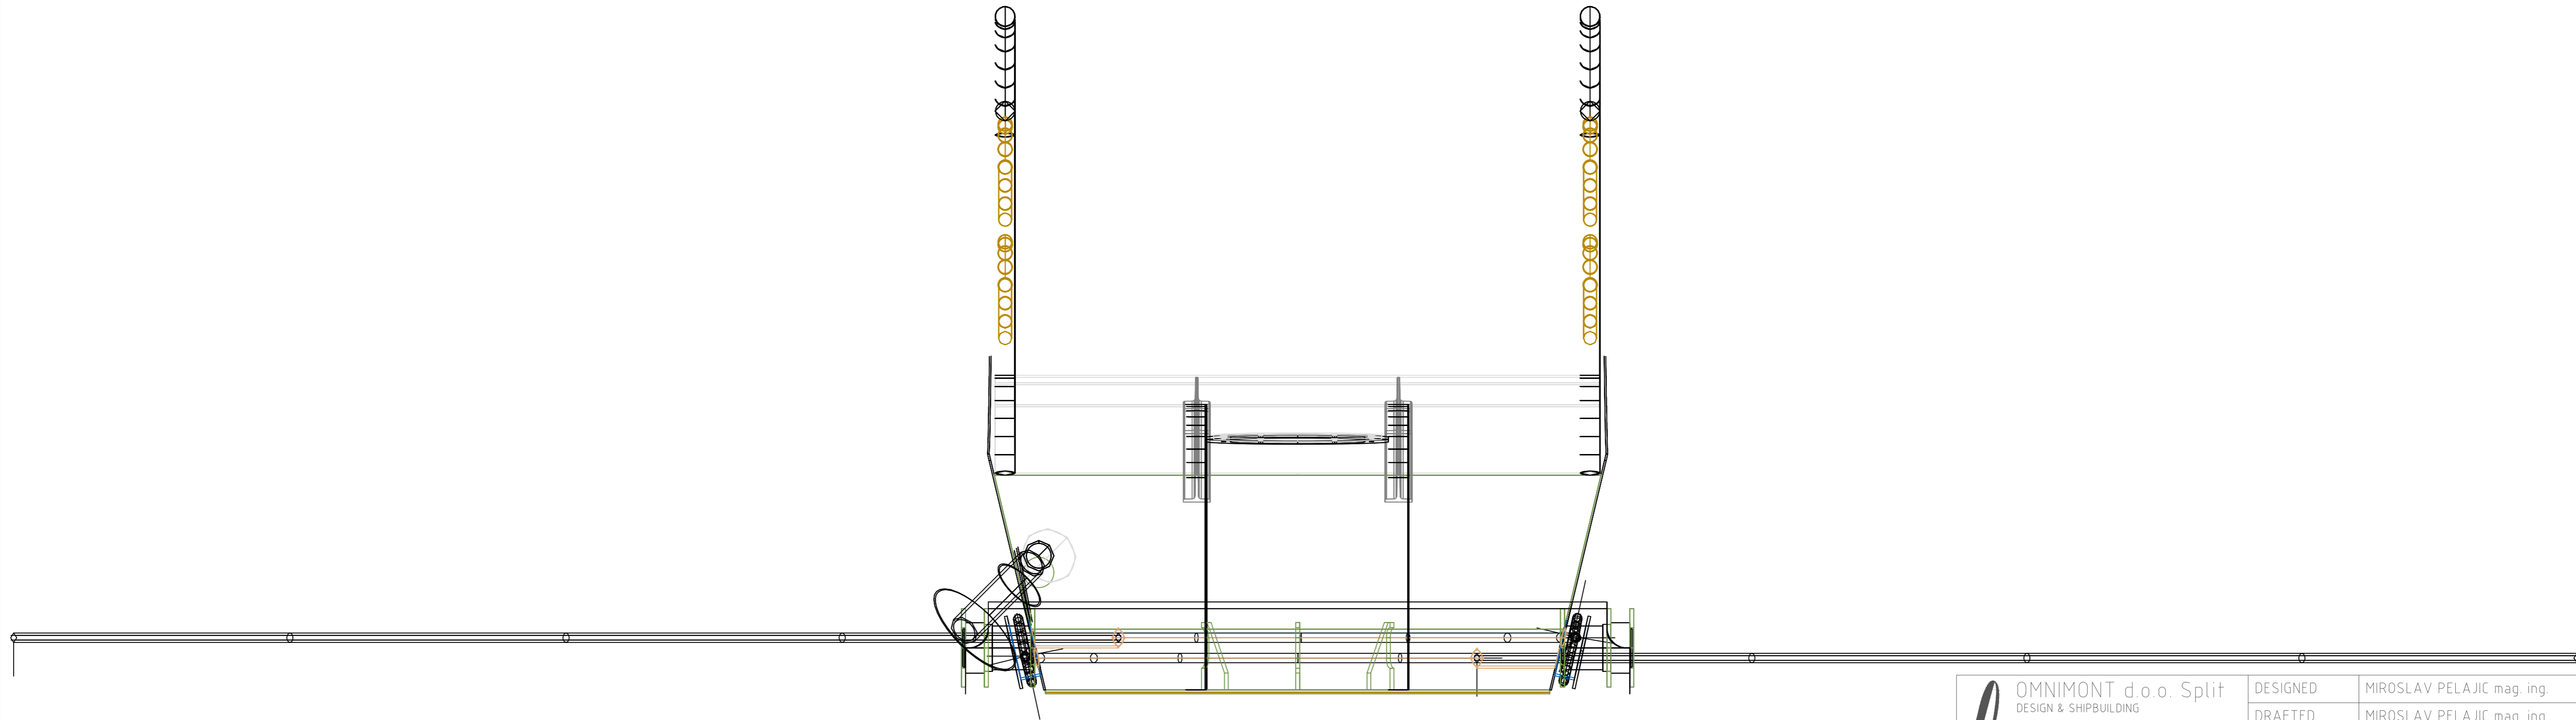 OMNIMONT d.o.o. Split
DESIGN & SHIPBUILDING
DESIGNED MIROSLAV PELAJIC mag. ing.
DRAFTED MIROSLAV PELAJIC mag. ing.